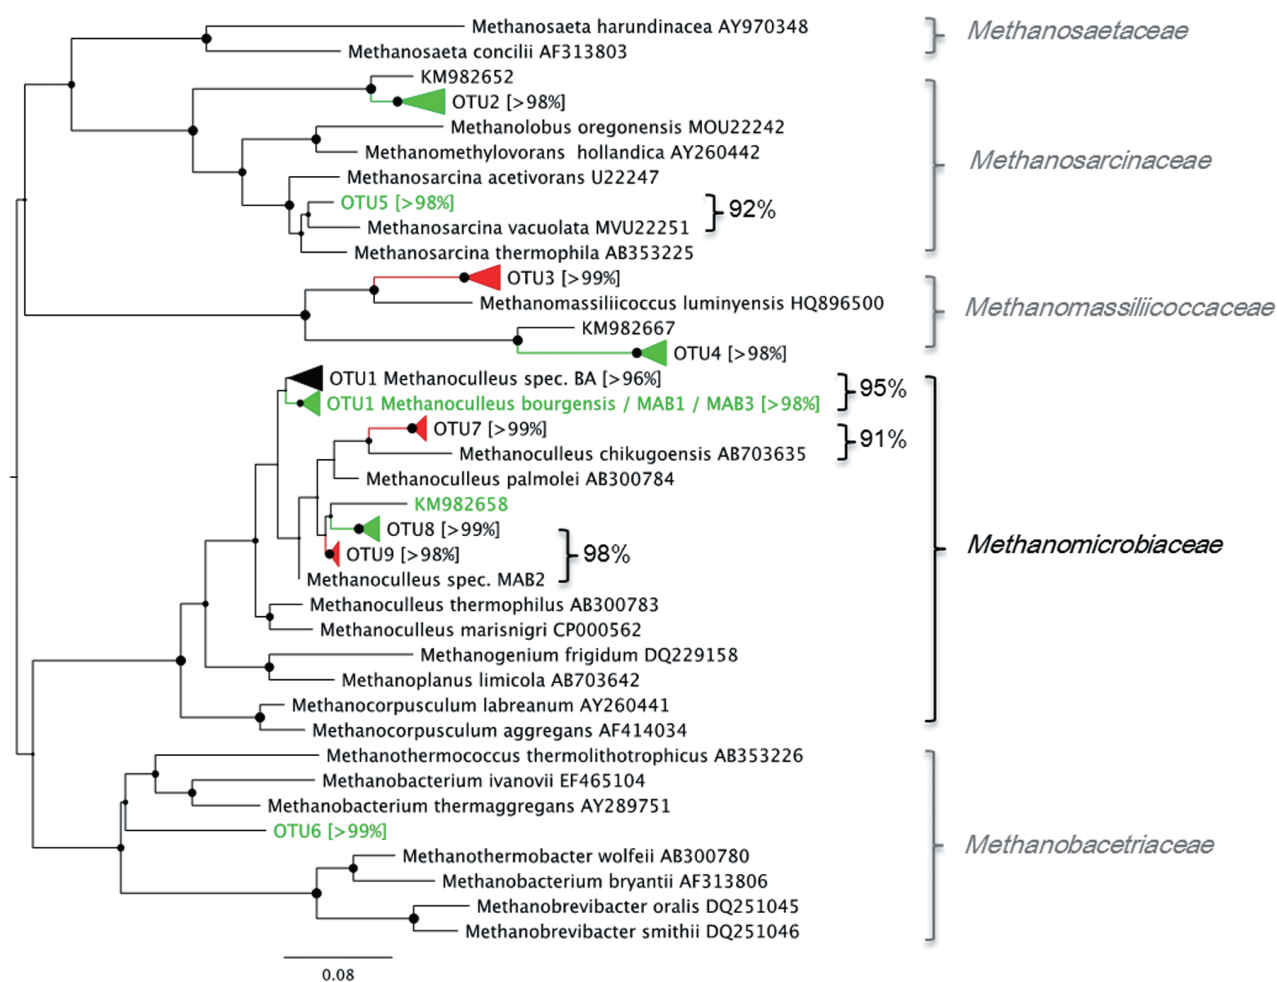 Methanosaeta harundinacea AY970348
Methanosaeta concilii AF313803
Methanosaetaceae
KM982652
OTU2 [>98%]
Methanolobus oregonensis MOU22242
Methanomethylovorans hollandica AY260442
Methanosarcina acetivorans U22247
OTU5 [>98%]
Methanosarcina vacuolata MVU22251
92%
Methanosarcina thermophila AB353225
Methanosarcinaceae
OTU3 [>99%]
Methanomassiliicoccus luminyensis HQ896500
KM982667
OTU4 [>98%]
Methanomassiliicoccaceae
OTU1 Methanoculleus spec. BA [>96%]
OTU1 Methanoculleus bourgensis / MAB1 / MAB3 [>98%]
95%
OTU7 [>99%]
Methanoculleus chikugoensis AB703635
91%
Methanoculleus palmolei AB300784
KM982658
OTU8 [>99%]
OTU9 [>98%]
Methanoculleus spec. MAB2
98%
Methanoculleus thermophilus AB300783
Methanoculleus marisnigri CP000562
Methanogenium frigidum DQ229158
Methanoplanus limicola AB703642
Methanocorpusculum labreanum AY260441
Methanocorpusculum aggregans AF414034
Methanomicrobiaceae
Methanothermococcus thermolithotrophicus AB353226
Methanobacterium ivanovii EF465104
Methanobacterium thermaggregans AY289751
OTU6 [>99%]
Methanothermobacter wolfeii AB300780
Methanobacterium bryantii AF313806
Methanobrevibacter oralis DQ251045
Methanobrevibacter smithii DQ251046
Methanobacetriaceae
0.08